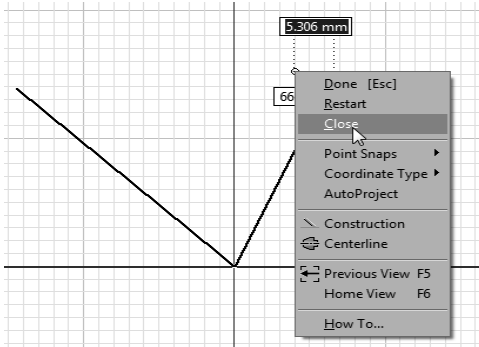 5.306 mm
66
Done [Esc]
Restart
Close
Point Snaps
Coordinate Type
AutoProject
Construction
Centerline
Previous View F5
Home View F6
How To...